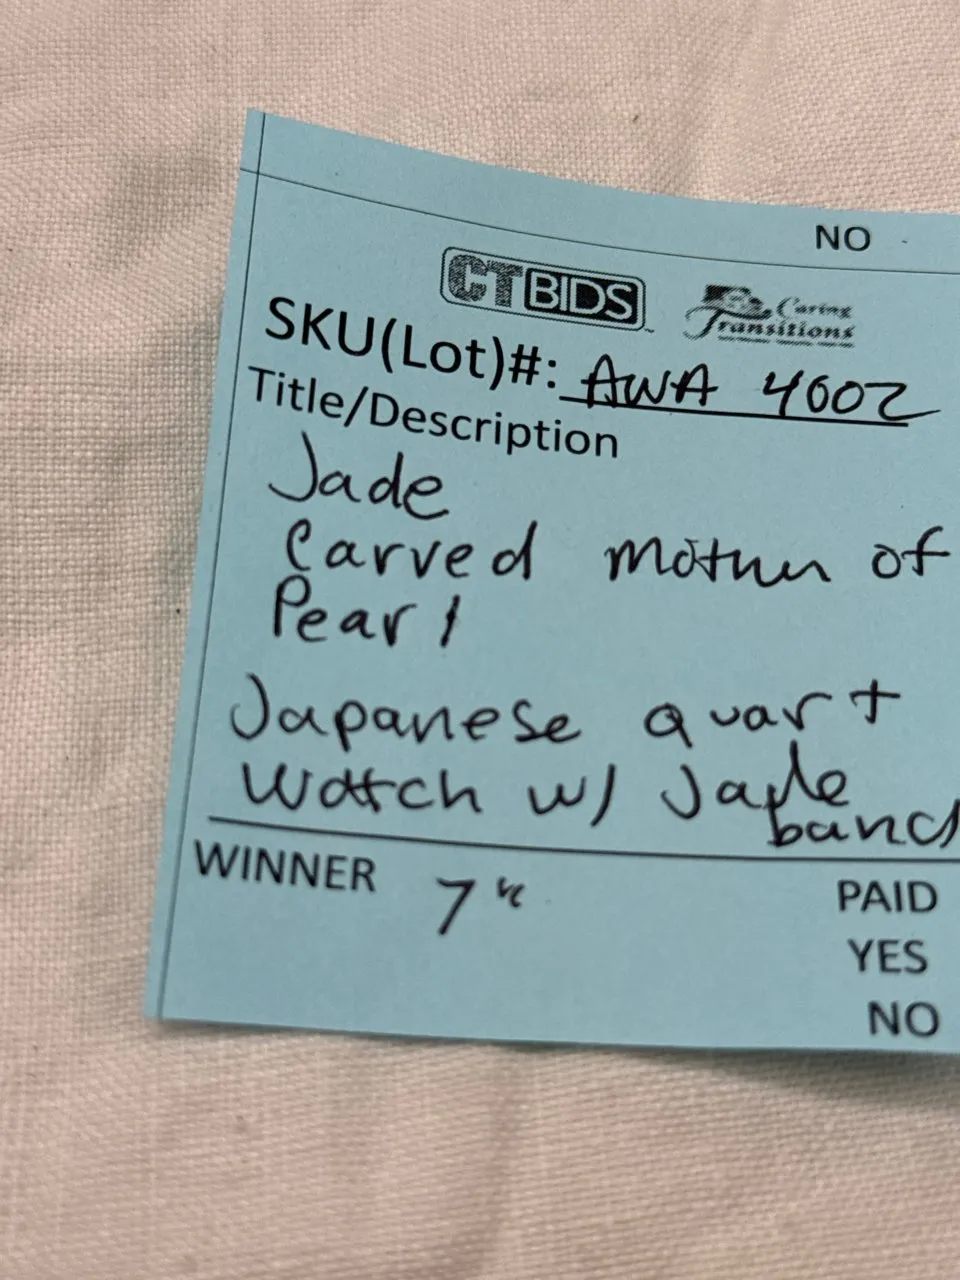 NO
CTBIDS Caring Transitions
SKU(Lot)#: AWA 4002
Title/Description
Jade
Carved Mother of
Pearl
Japanese quart
Watch w/ Jade
band
WINNER 7" PAID
YES
NO